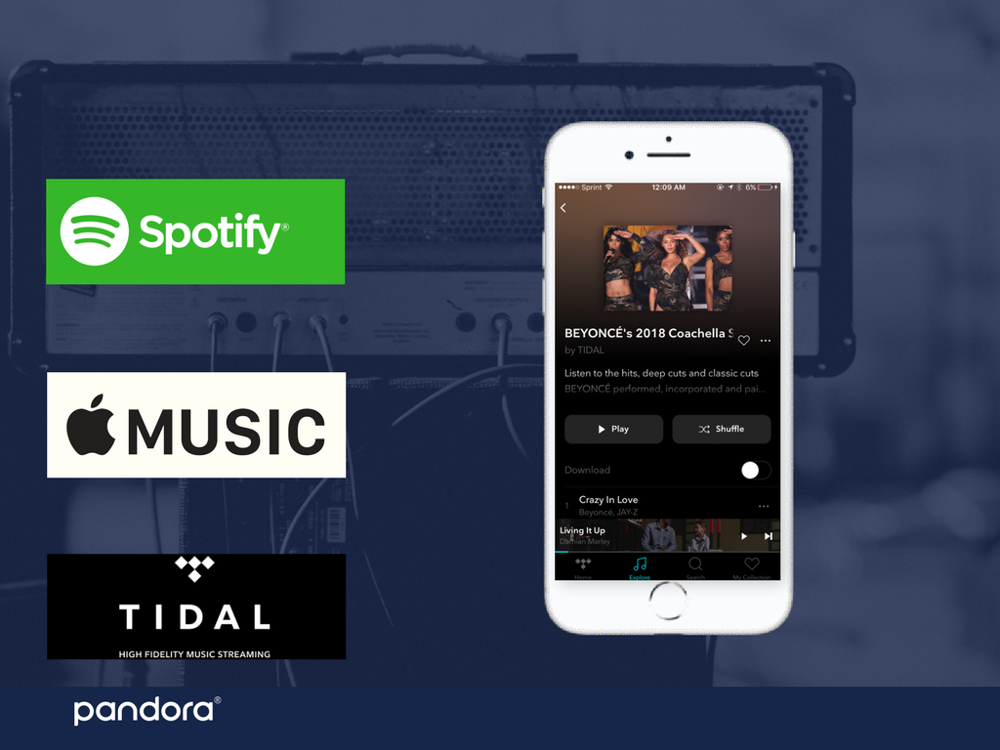 Spotify®
MUSIC
TIDAL
HIGH FIDELITY MUSIC STREAMING
pandora®
Sprint 12:09 AM 6%
BEYONCÉ's 2018 Coachella S
by TIDAL
Listen to the hits, deep cuts and classic cuts
BEYONCÉ performed, incorporated and pai...
Play Shuffle
Download
1 Crazy In Love
Beyoncé, JAY-Z
Living It Up
Damian Marley
Home Explore Search My Collection